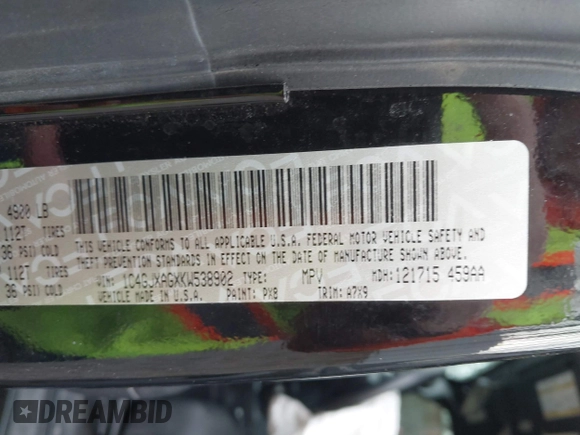 4920 LB
112T TIRES
36 PSI/ COLD
112T TIRES
36 PSI/ COLD
THIS VEHICLE CONFORMS TO ALL APPLICABLE U.S.A. FEDERAL MOTOR VEHICLE SAFETY, BUMPER, AND
THEFT PREVENTION STANDARDS IN EFFECT ON THE DATE OF MANUFACTURE SHOWN ABOVE.
VIN: 1C4GJXAGXKW538902 TYPE: MPV MDH: 121715 459AA
MADE IN U.S.A. PAINT: PX8 TRIM: A7X9
DREAMBID